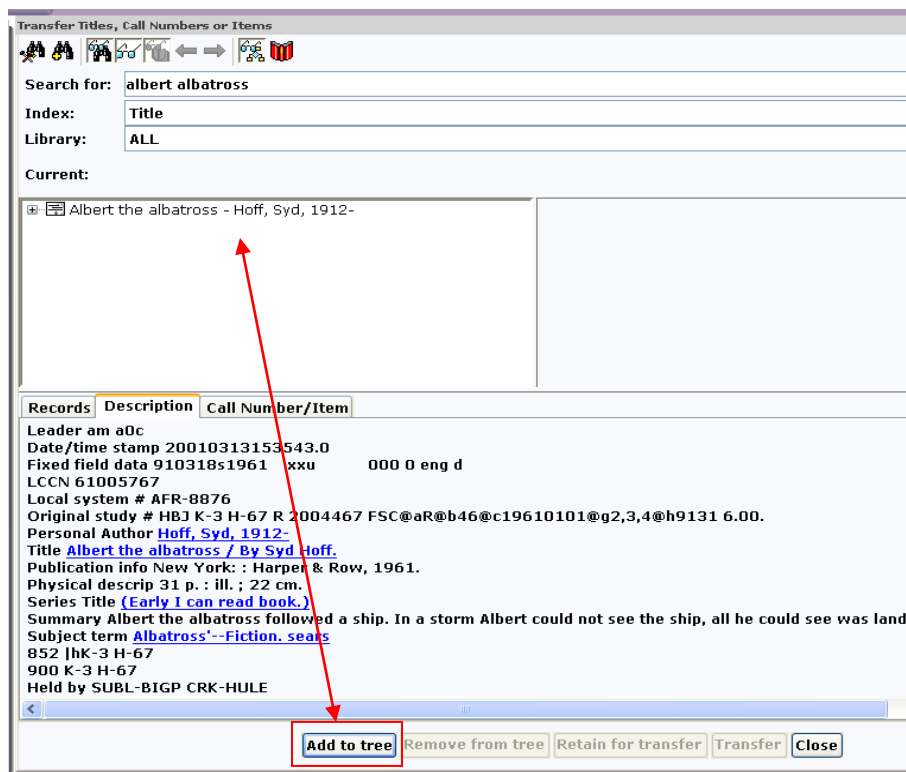 Transfer Titles, Call Numbers or Items
Search for: albert albatross
Index: Title
Library: ALL
Current:
Albert the albatross - Hoff, Syd, 1912-
Records Description Call Number/Item
Leader am a0c
Date/time stamp 20010313153543.0
Fixed field data 910318s1961 xxu 000 0 eng d
LCCN 61005767
Local system # AFR-8876
Original study # HBJ K-3 H-67 R 2004467 FSC@aR@b46@c19610101@g2,3,4@h9131 6.00.
Personal Author Hoff, Syd, 1912-
Title Albert the albatross / By Syd Hoff.
Publication info New York: : Harper & Row, 1961.
Physical descrip 31 p. : ill. ; 22 cm.
Series Title (Early I can read book.)
Summary Albert the albatross followed a ship. In a storm Albert could not see the ship, all he could see was land
Subject term Albatross'--Fiction. sears
852 |hK-3 H-67
900 K-3 H-67
Held by SUBL-BIGP CRK-HULE
Add to tree Remove from tree Retain for transfer Transfer Close